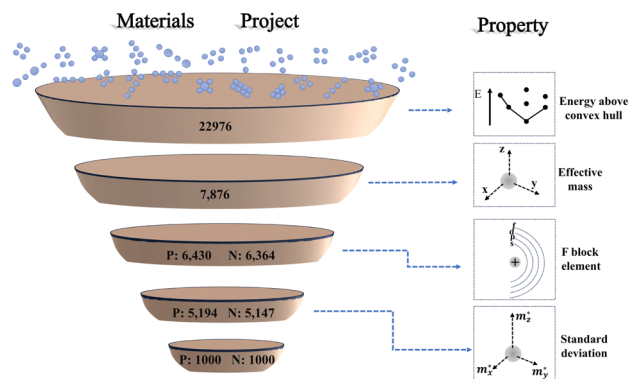 Materials Project
Property
22976
E
Energy above
convex hull
7,876
z
x
y
Effective
mass
P: 6,430 N: 6,364
f
d
p
s
+
F block
element
P: 5,194 N: 5,147
m*z
m*x
m*y
Standard
deviation
P: 1000 N: 1000